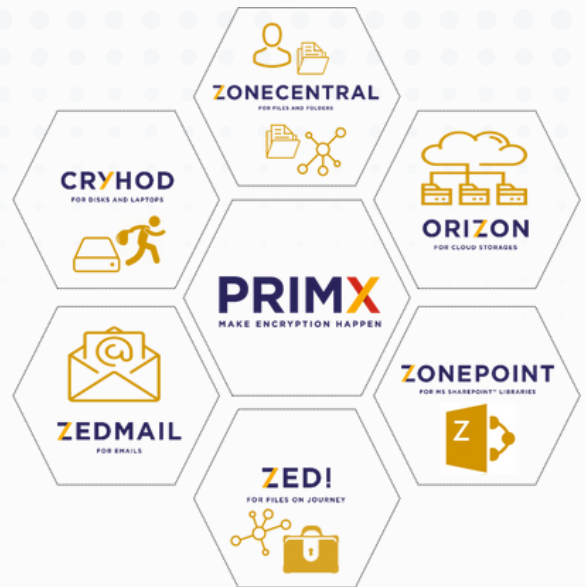 ZONECENTRAL
FOR FILES AND FOLDERS
CRYHOD
FOR DISKS AND LAPTOPS
ORIZON
FOR CLOUD STORAGES
PRIMX
MAKE ENCRYPTION HAPPEN
ZEDMAIL
FOR EMAILS
ZONEPOINT
FOR MS SHAREPOINT™ LIBRARIES
Z
ZED!
FOR FILES ON JOURNEY